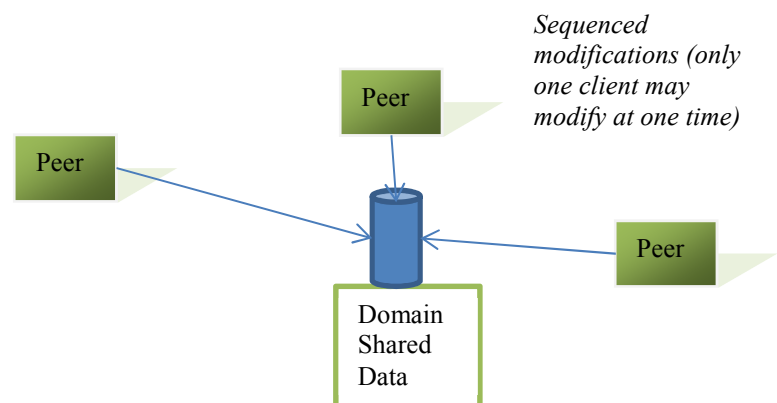 Sequenced
modifications (only
one client may
modify at one time)
Peer
Peer
Peer
Domain
Shared
Data